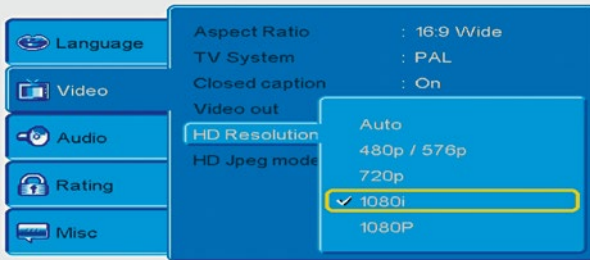 Language
Video
Audio
Rating
Misc
Aspect Ratio : 16:9 Wide
TV System : PAL
Closed caption : On
Video out
HD Resolution
HD Jpeg mode
Auto
480p / 576p
720p
1080i
1080P